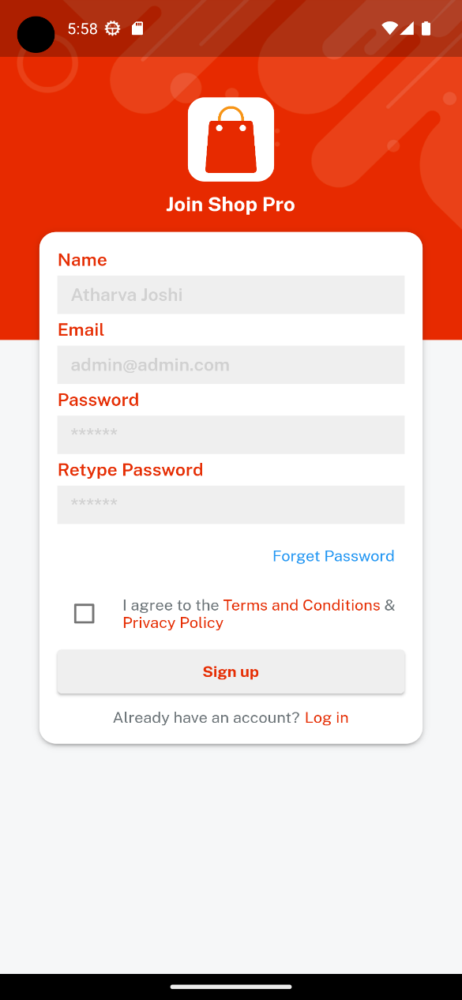 5:58
Join Shop Pro
Name
Atharva Joshi
Email
admin@admin.com
Password
******
Retype Password
******
Forget Password
I agree to the Terms and Conditions &
Privacy Policy
Sign up
Already have an account? Log in